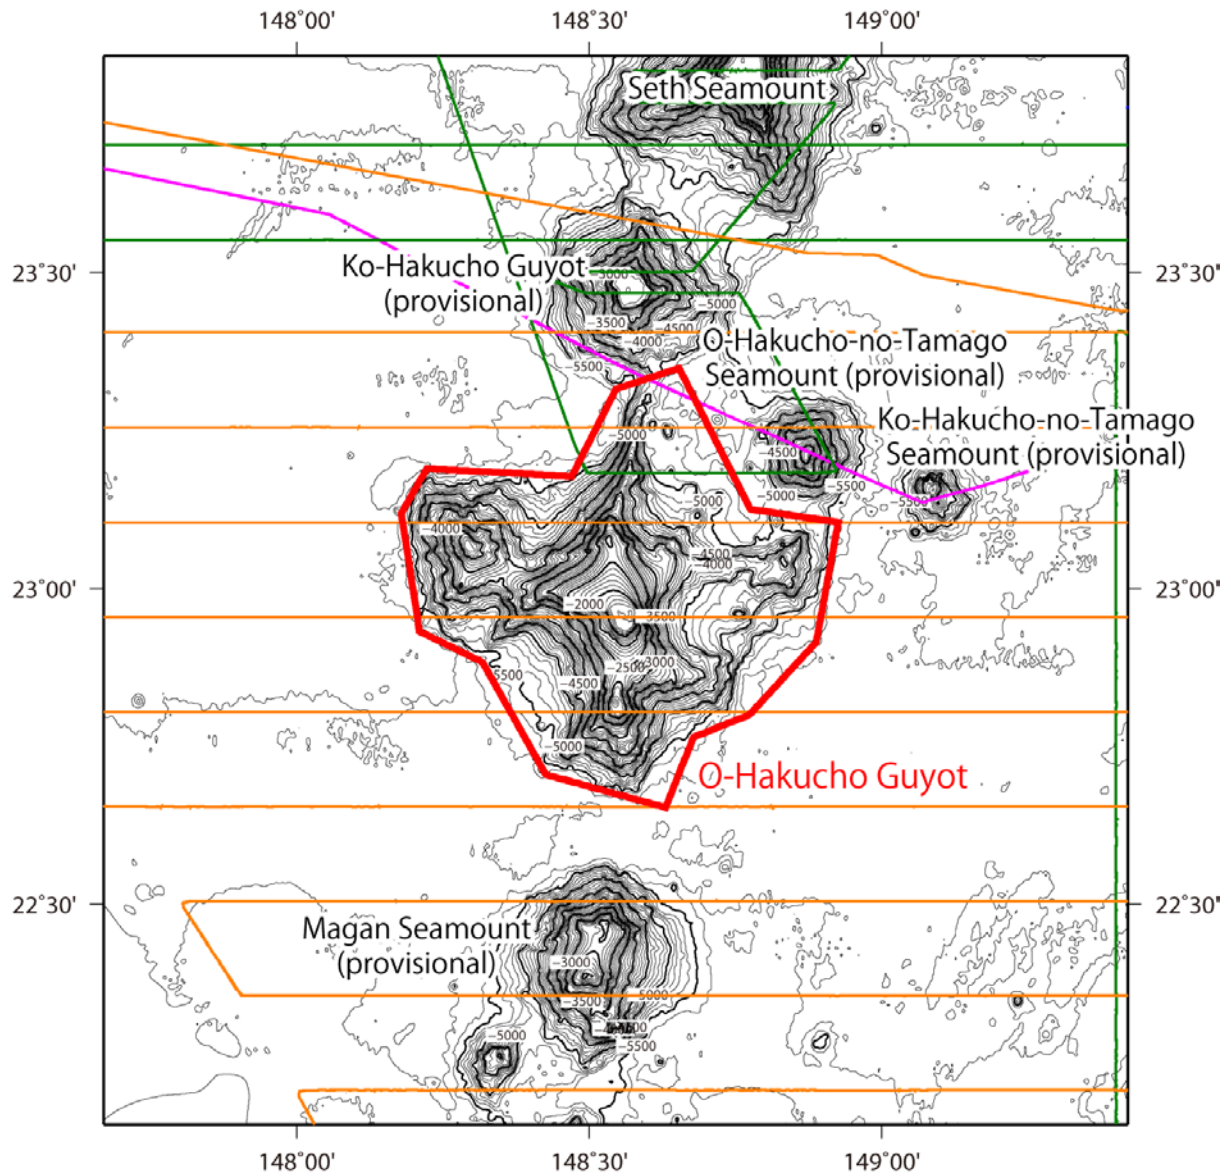 148°00' 148°30' 149°00'
Seth Seamount
23°30' 23°30'
Ko-Hakucho Guyot
(provisional)
-3000
-5000
-3500
-4500
-4000
-5500
O-Hakucho-no-Tamago
Seamount (provisional)
Ko-Hakucho-no-Tamago
Seamount (provisional)
-5000
-4500
-5500
-5000
-5000
-5500
-4000
-4500
-4000
23°00' 23°00'
-2000
-3500
-2500
-3000
-5500
-4500
-5000
O-Hakucho Guyot
22°30' 22°30'
Magan Seamount
(provisional)
-3000
-3500
-5000
-5000
-5500
148°00' 148°30' 149°00'